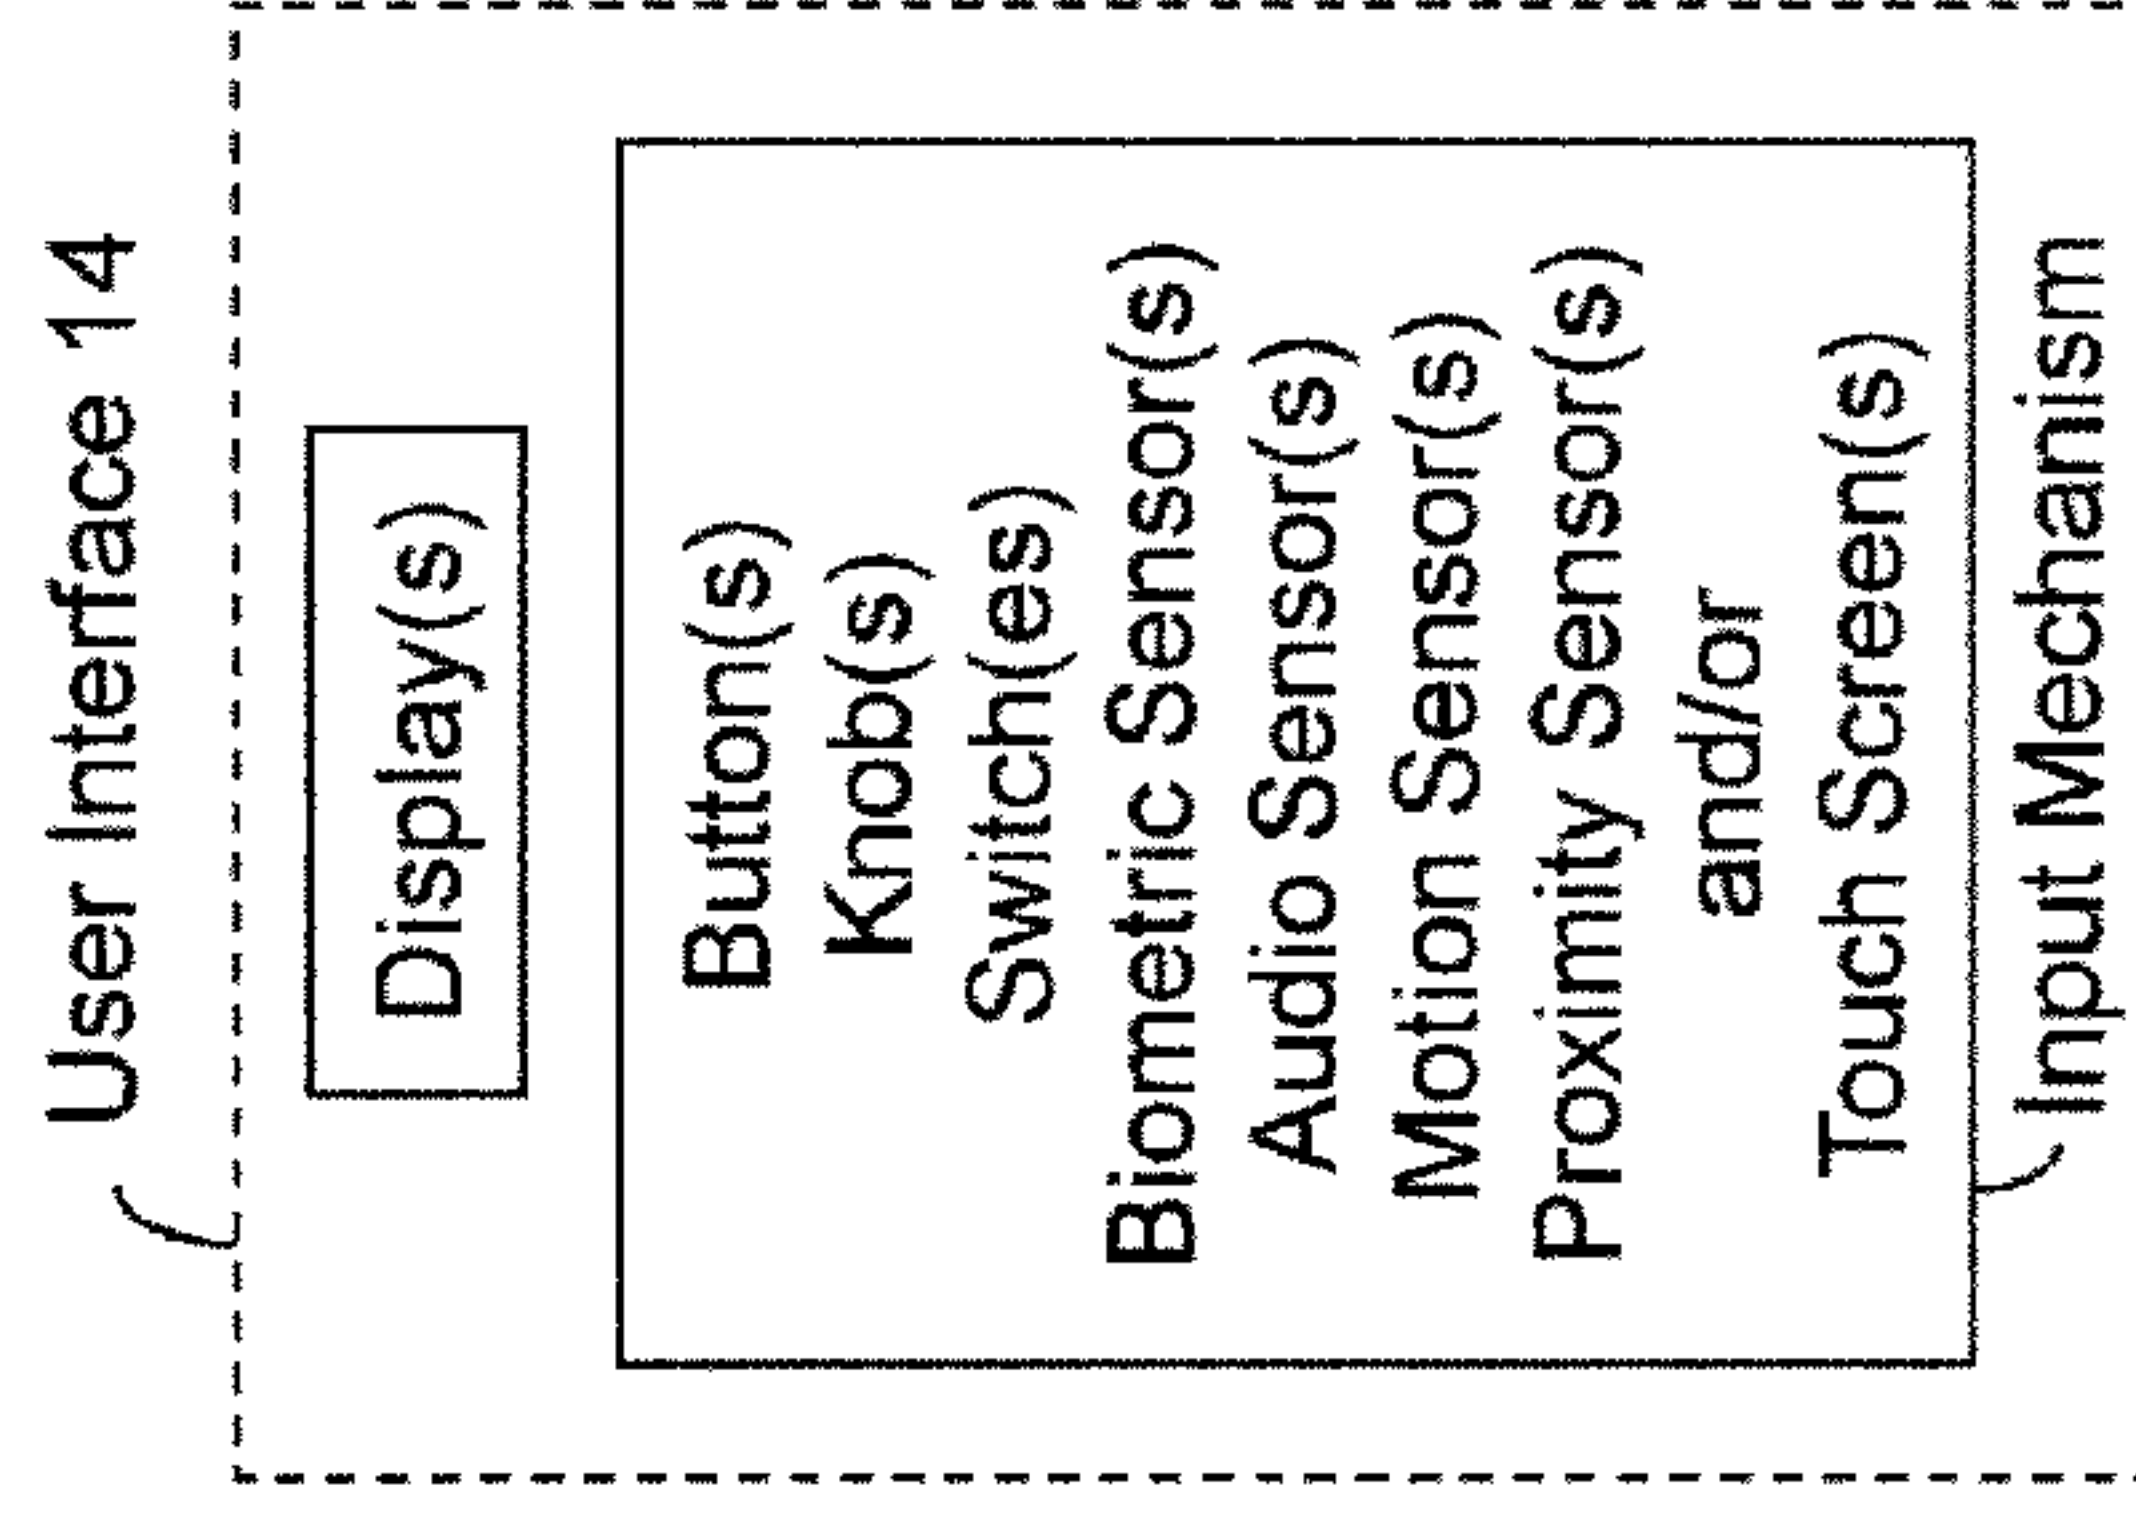 User Interface 14
Display(s)
Button(s)
Knob(s)
Switch(es)
Biometric Sensor(s)
Audio Sensor(s)
Motion Sensor(s)
Proximity Sensor(s)
and/or
Touch Screen(s)
Input Mechanism